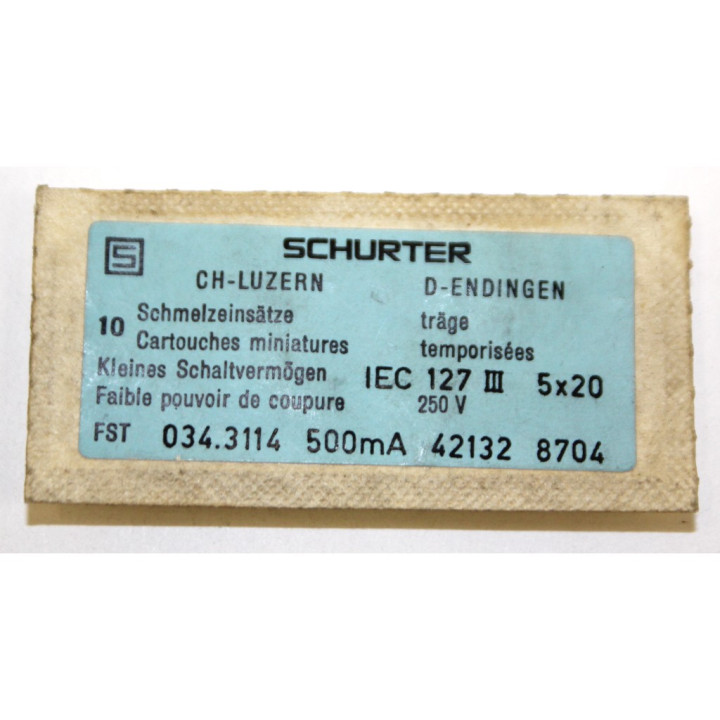 S
SCHURTER
CH-LUZERN D-ENDINGEN
10 Schmelzeinsätze träge
Cartouches miniatures temporisées
Kleines Schaltvermögen IEC 127 III 5x20
Faible pouvoir de coupure 250 V
FST 034.3114 500mA 42132 8704